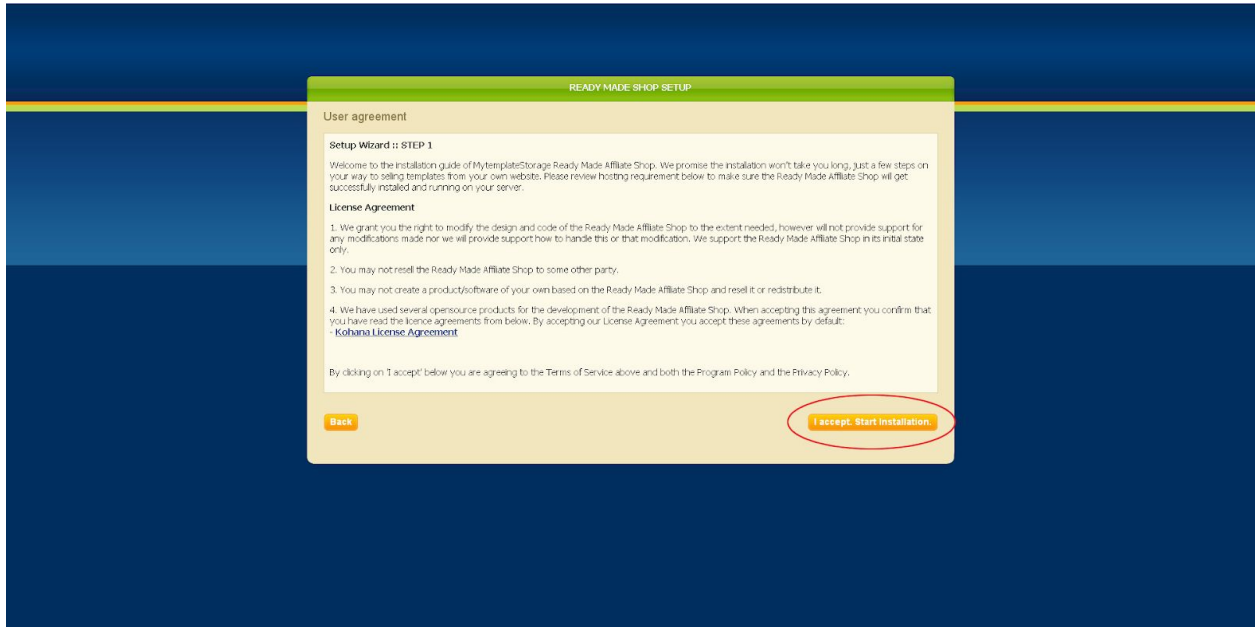 READY MADE SHOP SETUP
User agreement
Setup Wizard :: STEP 1
Welcome to the installation guide of MytemplateStorage Ready Made Affiliate Shop. We promise the installation won't take you long, just a few steps on
your way to selling templates from your own website. Please review hosting requirement below to make sure the Ready Made Affiliate Shop will get
successfully installed and running on your server.
License Agreement
1. We grant you the right to modify the design and code of the Ready Made Affiliate Shop to the extent needed, however will not provide support for
any modifications made nor we will provide support how to handle this or that modification. We support the Ready Made Affiliate Shop in its initial state
only.
2. You may not resell the Ready Made Affiliate Shop to some other party.
3. You may not create a product/software of your own based on the Ready Made Affiliate Shop and resell it or redistribute it.
4. We have used several opensource products for the development of the Ready Made Affiliate Shop. When accepting this agreement you confirm that
you have read the licence agreements from below. By accepting our License Agreement you accept these agreements by default:
- Kohana License Agreement
By clicking on 'I accept' below you are agreeing to the Terms of Service above and both the Program Policy and the Privacy Policy.
Back
I accept. Start Installation.